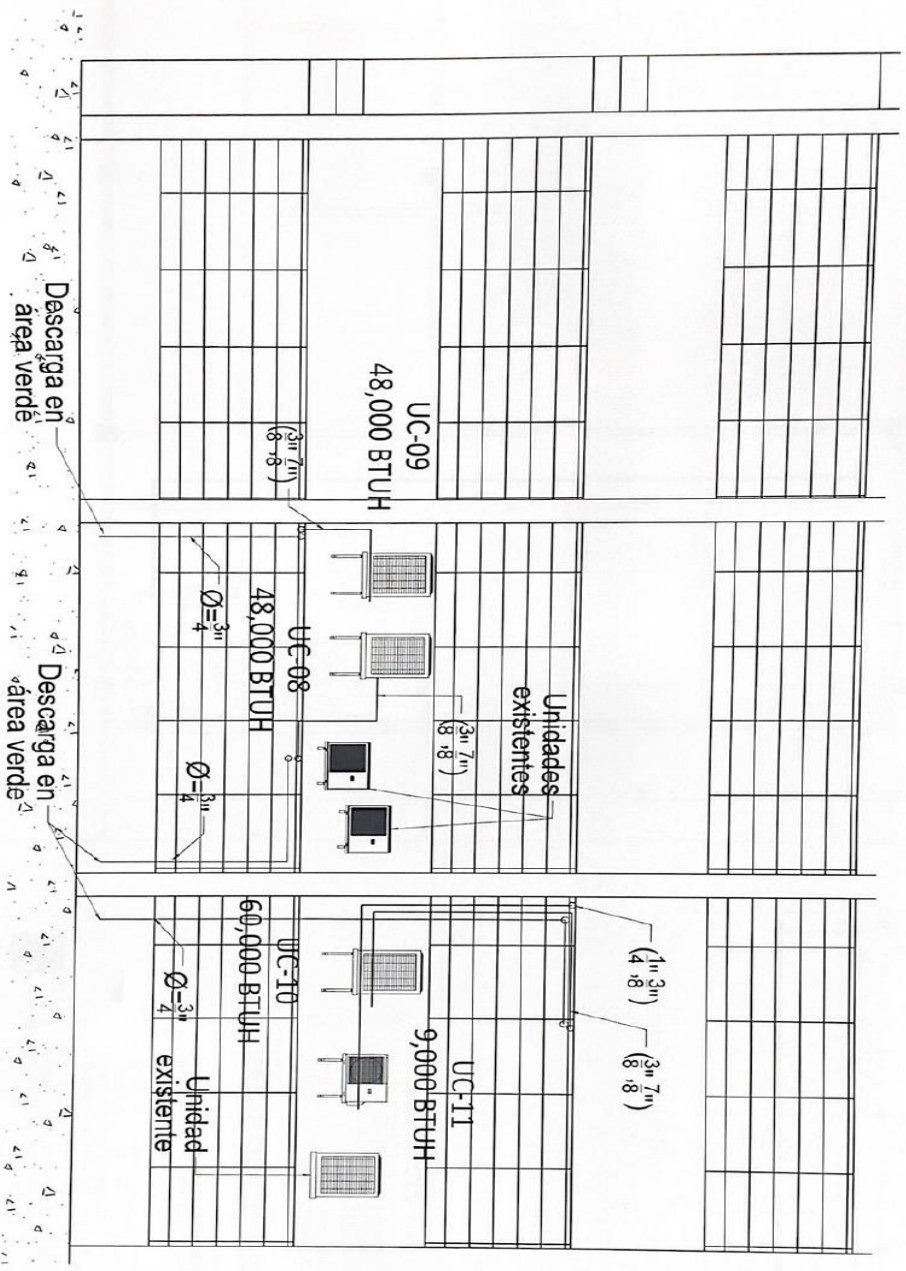 UC-09
48,000 BTUH
(3/8", 7/8")
Descarga en
área verde
Ø=3/4"
UC-08
48,000 BTUH
(3/8", 7/8")
Unidades
existentes
Ø=3/4"
Descarga en
área verde
(1/4", 3/8")
(3/8", 7/8")
UC-11
9,000 BTUH
UC-10
60,000 BTUH
Ø=3/4"
Unidad
existente